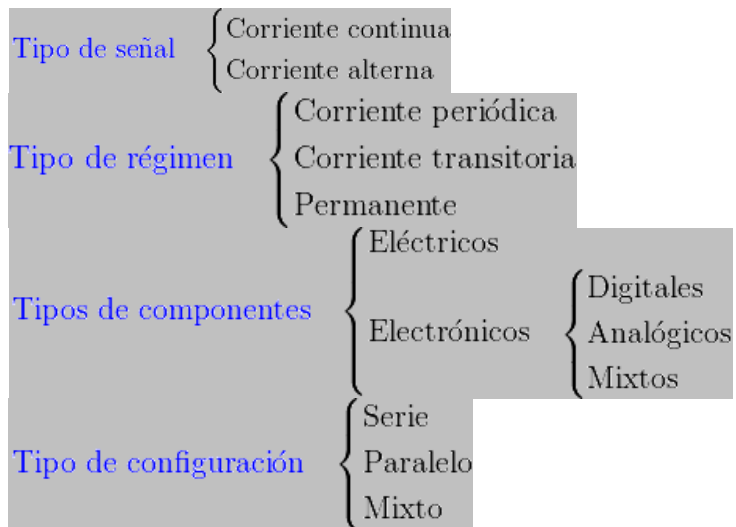 Tipo de señal
Corriente continua
Corriente alterna
Tipo de régimen
Corriente periódica
Corriente transitoria
Permanente
Tipos de componentes
Eléctricos
Electrónicos
Digitales
Analógicos
Mixtos
Tipo de configuración
Serie
Paralelo
Mixto